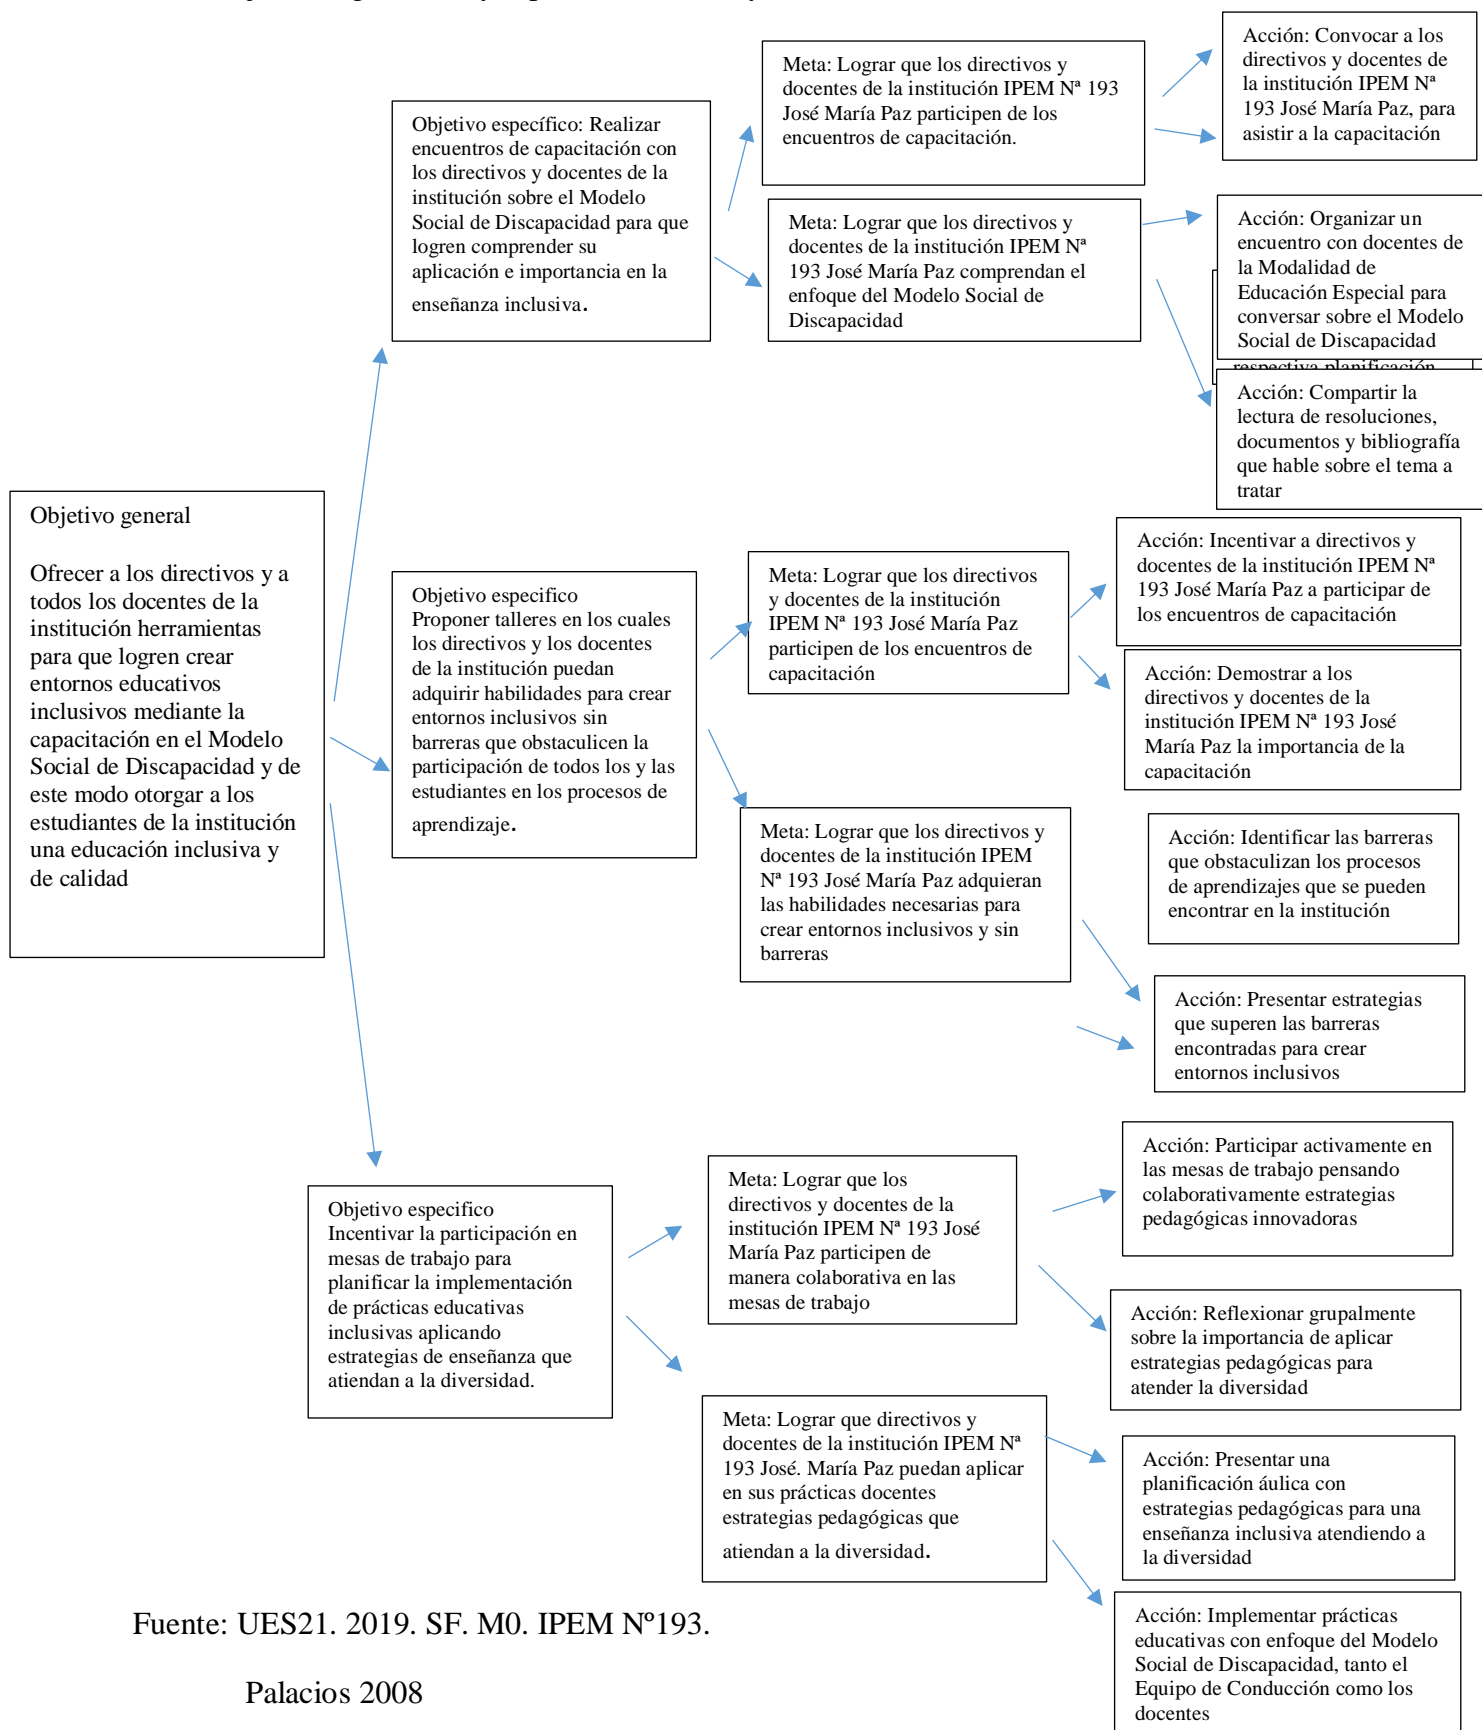 Objetivo general
Ofrecer a los directivos y a
todos los docentes de la
institución herramientas
para que logren crear
entornos educativos
inclusivos mediante la
capacitación en el Modelo
Social de Discapacidad y de
este modo otorgar a los
estudiantes de la institución
una educación inclusiva y
de calidad
Objetivo específico: Realizar
encuentros de capacitación con
los directivos y docentes de la
institución sobre el Modelo
Social de Discapacidad para que
logren comprender su
aplicación e importancia en la
enseñanza inclusiva.
Meta: Lograr que los directivos y
docentes de la institución IPEM Nª 193
José María Paz participen de los
encuentros de capacitación.
Acción: Convocar a los
directivos y docentes de
la institución IPEM Nª
193 José María Paz, para
asistir a la capacitación
Meta: Lograr que los directivos y
docentes de la institución IPEM Nª
193 José María Paz comprendan el
enfoque del Modelo Social de
Discapacidad
Acción: Organizar un
encuentro con docentes de
la Modalidad de
Educación Especial para
conversar sobre el Modelo
Social de Discapacidad
respectiva planificación
Acción: Compartir la
lectura de resoluciones,
documentos y bibliografía
que hable sobre el tema a
tratar
Objetivo especifico
Proponer talleres en los cuales
los directivos y los docentes
de la institución puedan
adquirir habilidades para crear
entornos inclusivos sin
barreras que obstaculicen la
participación de todos los y las
estudiantes en los procesos de
aprendizaje.
Meta: Lograr que los directivos
y docentes de la institución
IPEM Nª 193 José María Paz
participen de los encuentros de
capacitación
Acción: Incentivar a directivos y
docentes de la institución IPEM Nª
193 José María Paz a participar de
los encuentros de capacitación
Acción: Demostrar a los
directivos y docentes de la
institución IPEM Nª 193 José
María Paz la importancia de la
capacitación
Meta: Lograr que los directivos y
docentes de la institución IPEM
Nª 193 José María Paz adquieran
las habilidades necesarias para
crear entornos inclusivos y sin
barreras
Acción: Identificar las barreras
que obstaculizan los procesos
de aprendizajes que se pueden
encontrar en la institución
Acción: Presentar estrategias
que superen las barreras
encontradas para crear
entornos inclusivos
Objetivo especifico
Incentivar la participación en
mesas de trabajo para
planificar la implementación
de prácticas educativas
inclusivas aplicando
estrategias de enseñanza que
atiendan a la diversidad.
Meta: Lograr que los
directivos y docentes de la
institución IPEM Nª 193 José
María Paz participen de
manera colaborativa en las
mesas de trabajo
Acción: Participar activamente en
las mesas de trabajo pensando
colaborativamente estrategias
pedagógicas innovadoras
Acción: Reflexionar grupalmente
sobre la importancia de aplicar
estrategias pedagógicas para
atender la diversidad
Meta: Lograr que directivos y
docentes de la institución IPEM Nª
193 José. María Paz puedan aplicar
en sus prácticas docentes
estrategias pedagógicas que
atiendan a la diversidad.
Acción: Presentar una
planificación áulica con
estrategias pedagógicas para una
enseñanza inclusiva atendiendo a
la diversidad
Acción: Implementar prácticas
educativas con enfoque del Modelo
Social de Discapacidad, tanto el
Equipo de Conducción como los
docentes
Fuente: UES21. 2019. SF. M0. IPEM Nº193.
Palacios 2008